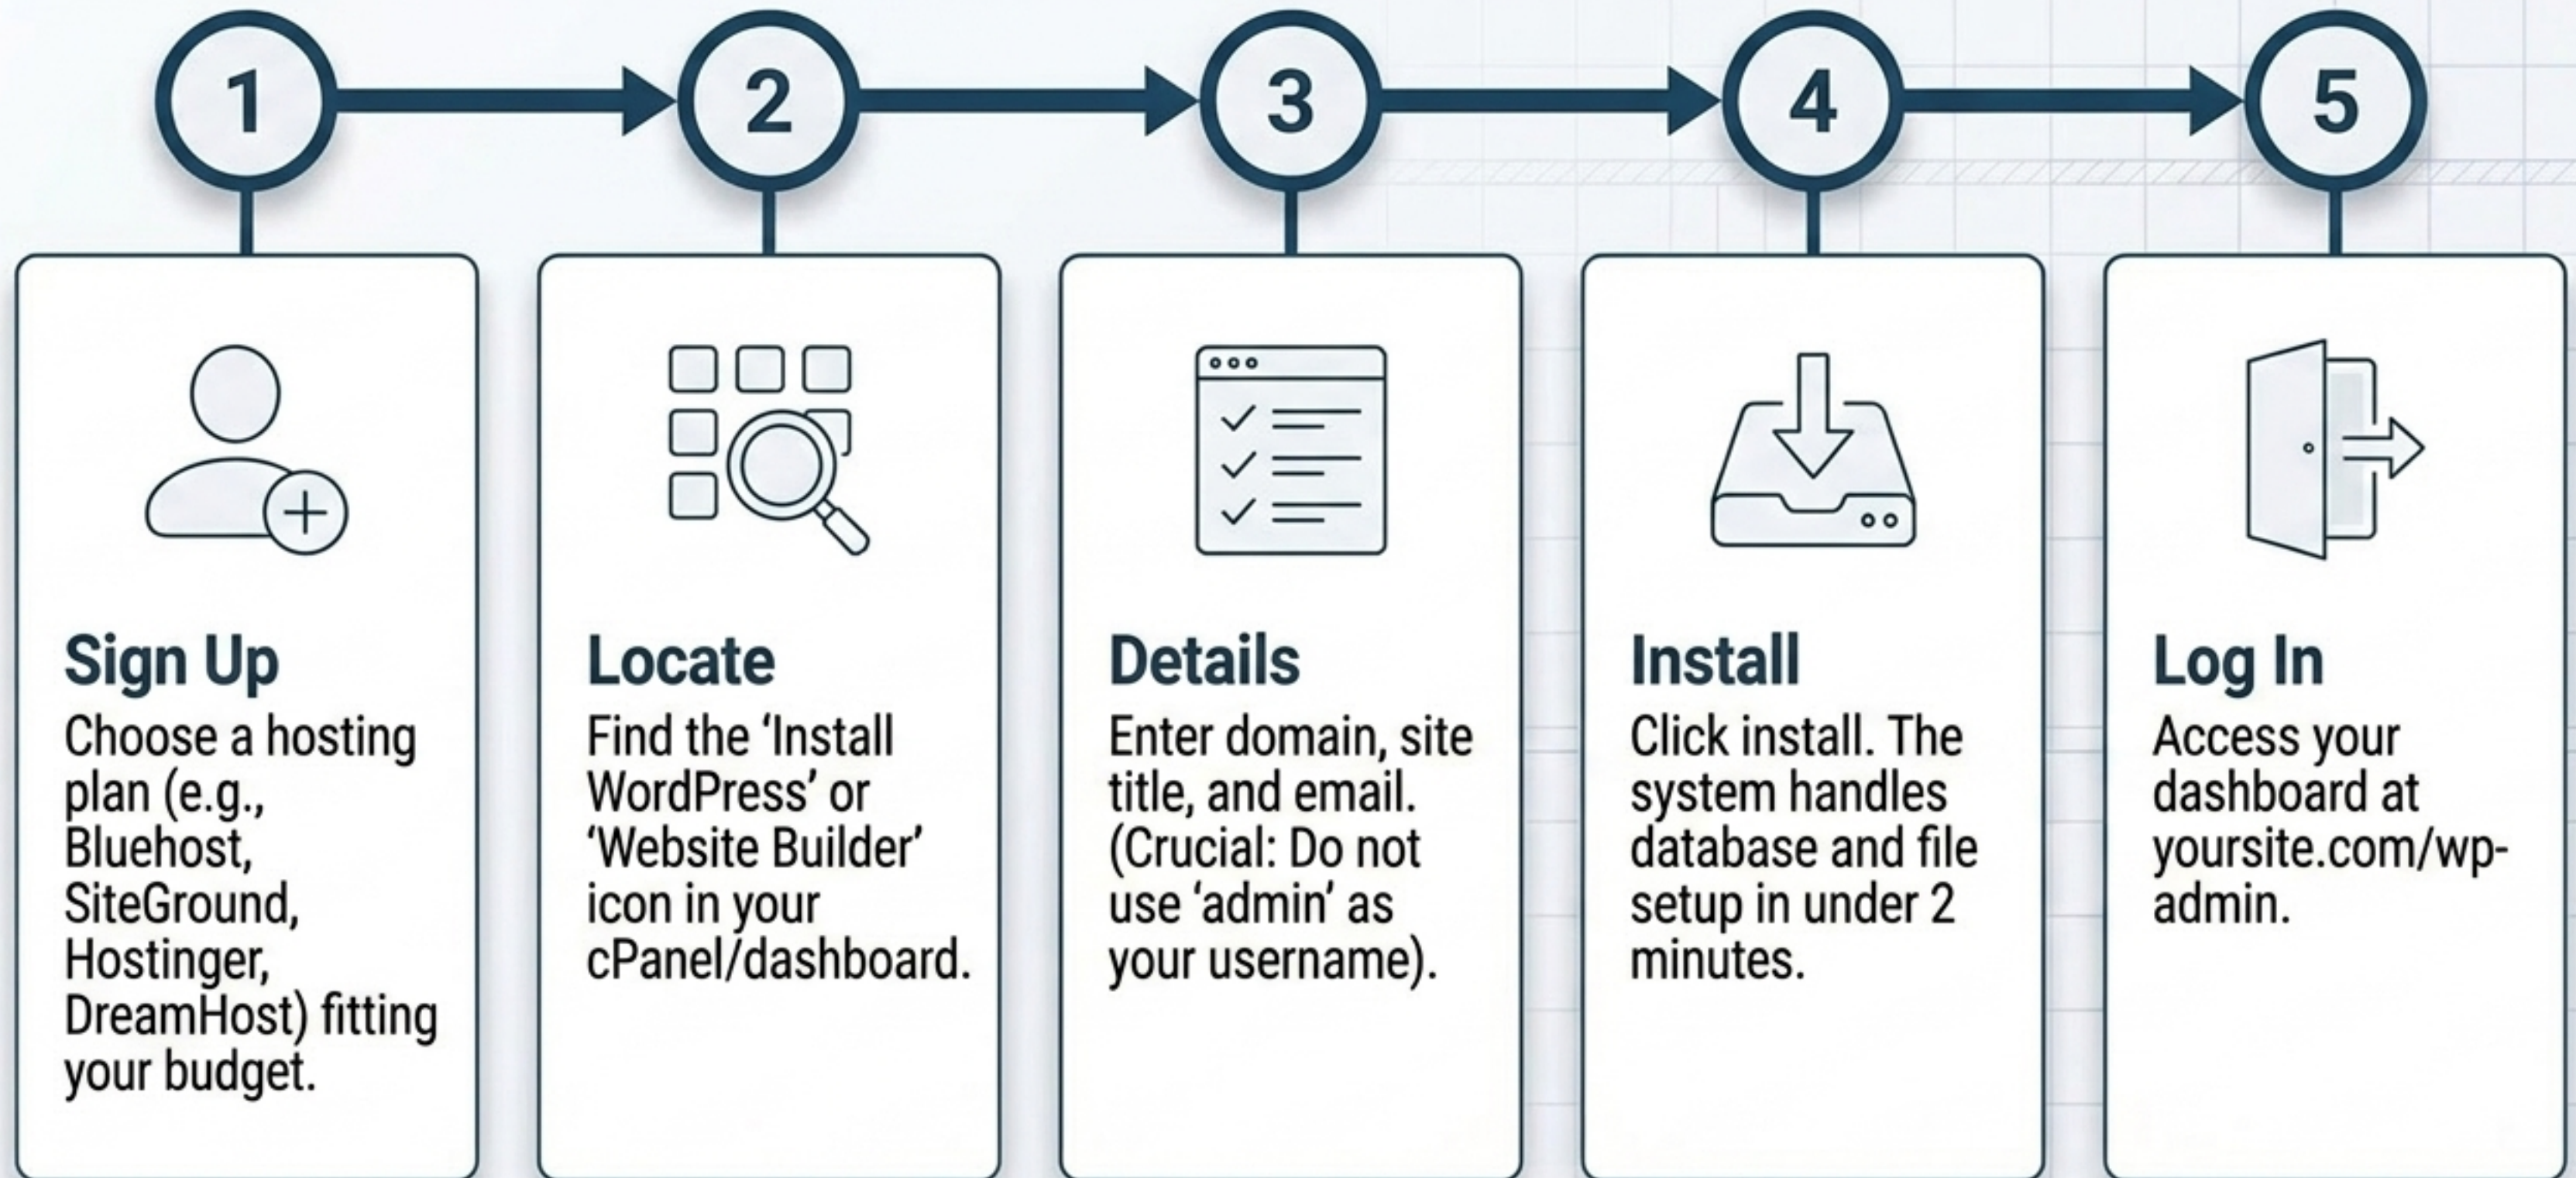 1
2
3
4
5
Sign Up
Choose a hosting
plan (e.g.,
Bluehost,
SiteGround,
Hostinger,
DreamHost) fitting
your budget.
Locate
Find the ‘Install
WordPress’ or
‘Website Builder’
icon in your
cPanel/dashboard.
Details
Enter domain, site
title, and email.
(Crucial: Do not
use ‘admin’ as
your username).
Install
Click install. The
system handles
database and file
setup in under 2
minutes.
Log In
Access your
dashboard at
yoursite.com/wp-
admin.